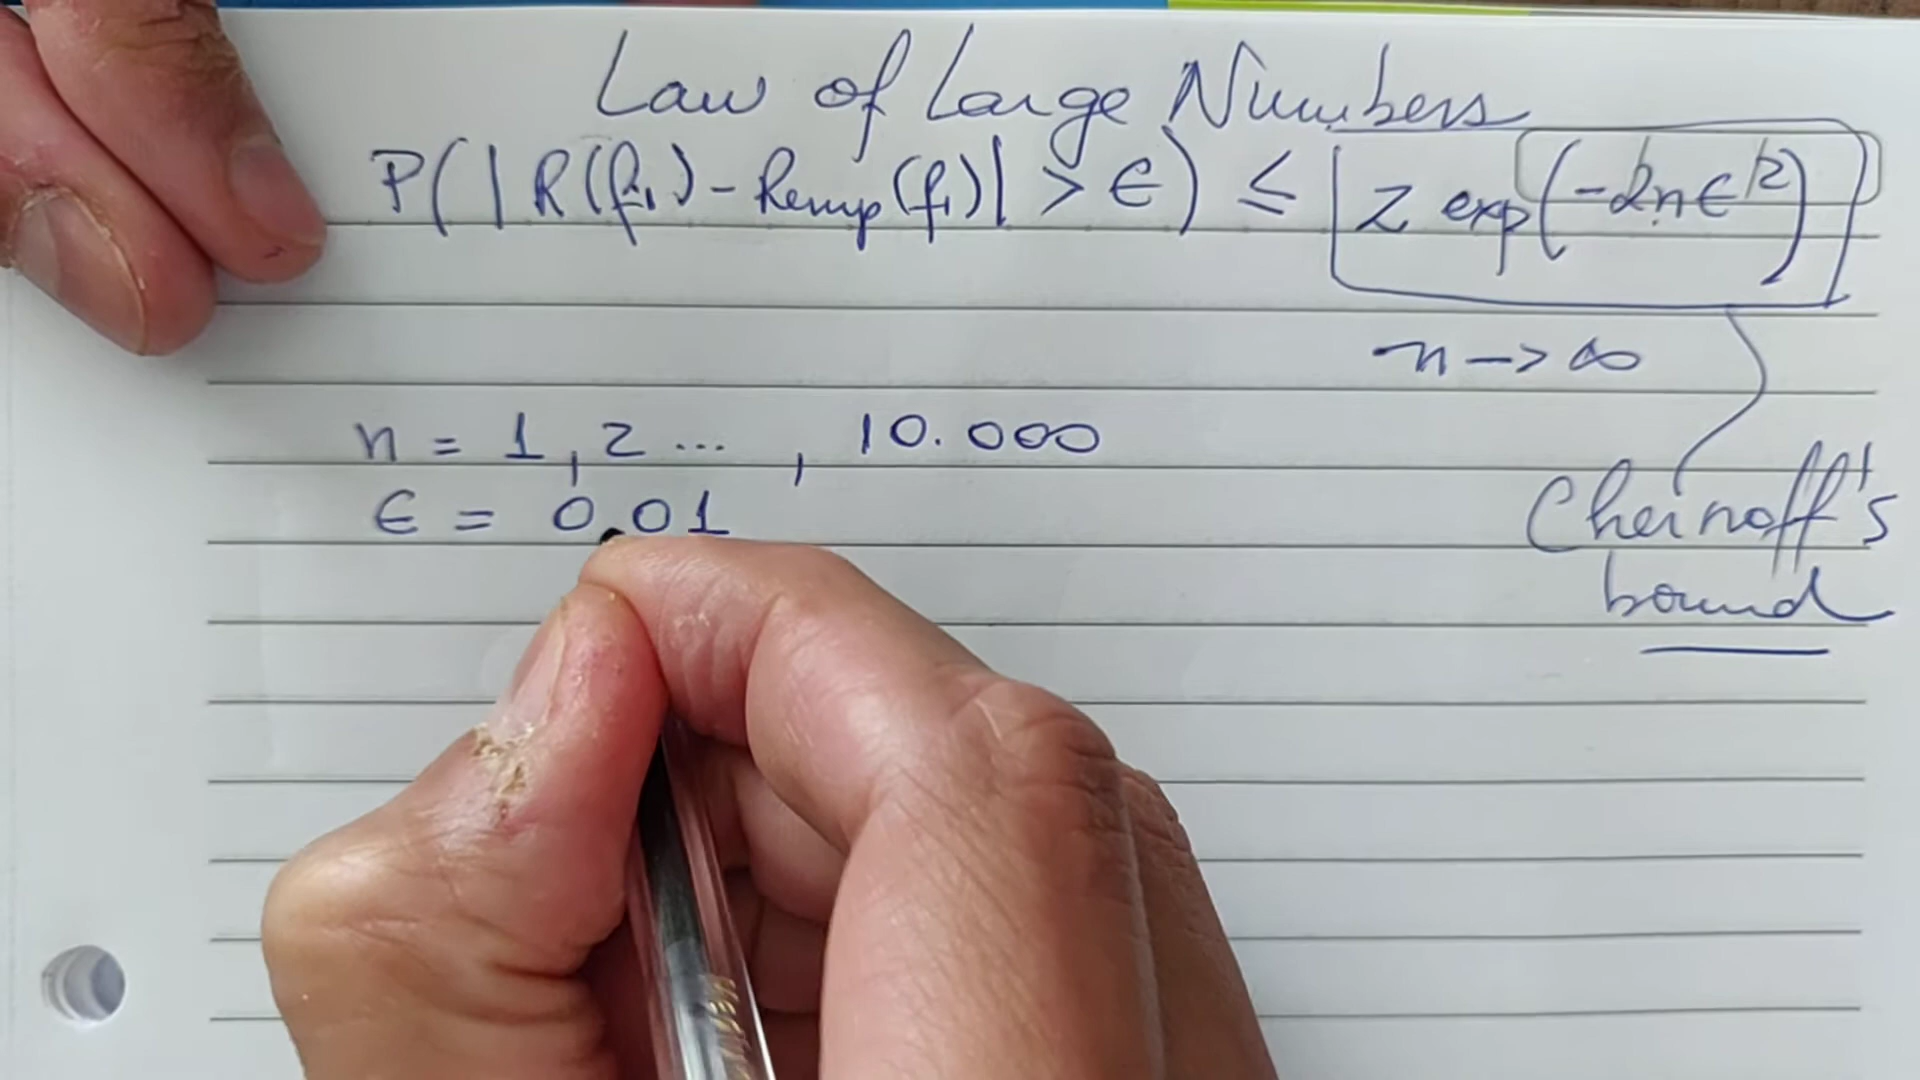 Law of Large Numbers
P(|R(f₁) - Remp(f₁)| > ϵ) ≤ 2 exp(-2nϵ²)
n -> ∞
n = 1, 2 ... , 10.000
ϵ = 0.01
Chernoff's
bound